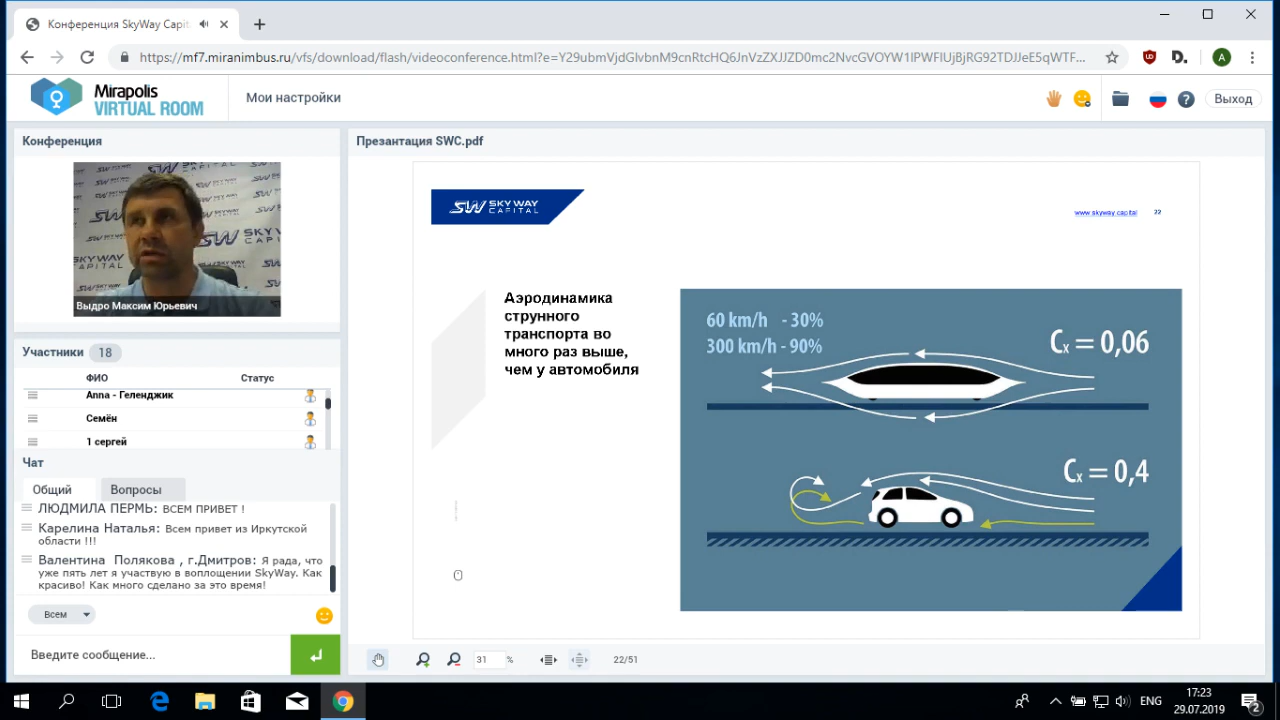 Конференция SkyWay Capi
https://mf7.miranimbus.ru/vfs/download/flash/videoconference.html?e=Y29ubmVjdGlvbnM9cnRtcHQ6JnVzZXJJZD0mc2NvcGVOYW1lPWFlUjBjRG92TDJJeE5qWTF...
Mirapolis
VIRTUAL ROOM
Мои настройки
Выход
Конференция
Выдро Максим Юрьевич
Участники 18
ФИО Статус
Anna - Геленджик
Семён
1 сергей
Чат
Общий Вопросы
ЛЮДМИЛА ПЕРМЬ: ВСЕМ ПРИВЕТ !
Карелина Наталья: Всем привет из Иркутской
области !!!
Валентина Полякова , г.Дмитров: Я рада, что
уже пять лет я участвую в воплощении SkyWay. Как
красиво! Как много сделано за это время!
Всем
Введите сообщение...
Презантация SWC.pdf
SW SKY WAY
CAPITAL
www.skyway.capital 22
Аэродинамика
струнного
транспорта во
много раз выше,
чем у автомобиля
60 km/h - 30%
300 km/h - 90%
Cx = 0,06
Cx = 0,4
31 %
22/51
ENG
17:23
29.07.2019
2